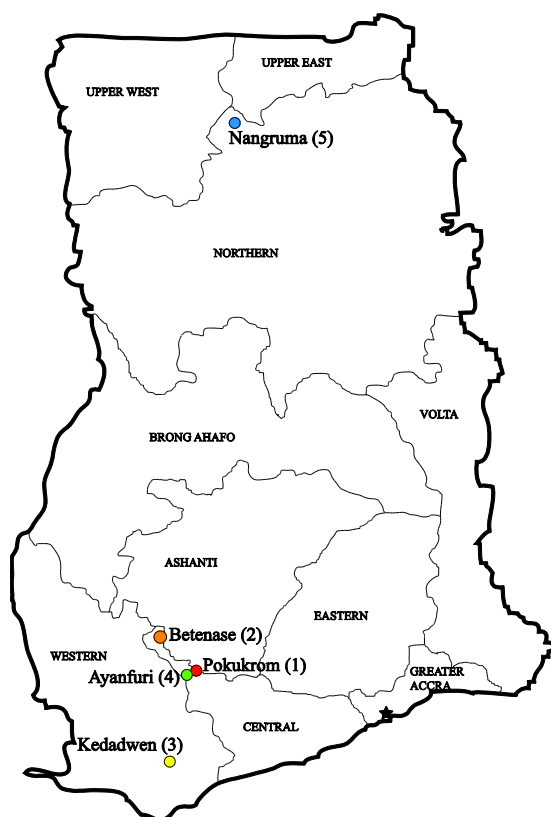 UPPER EAST
UPPER WEST
Nangruma (5)
NORTHERN
VOLTA
BRONG AHAFO
ASHANTI
EASTERN
Betenase (2)
WESTERN
Pokukrom (1)
Ayanfuri (4)
GREATER
ACCRA
CENTRAL
Kedadwen (3)